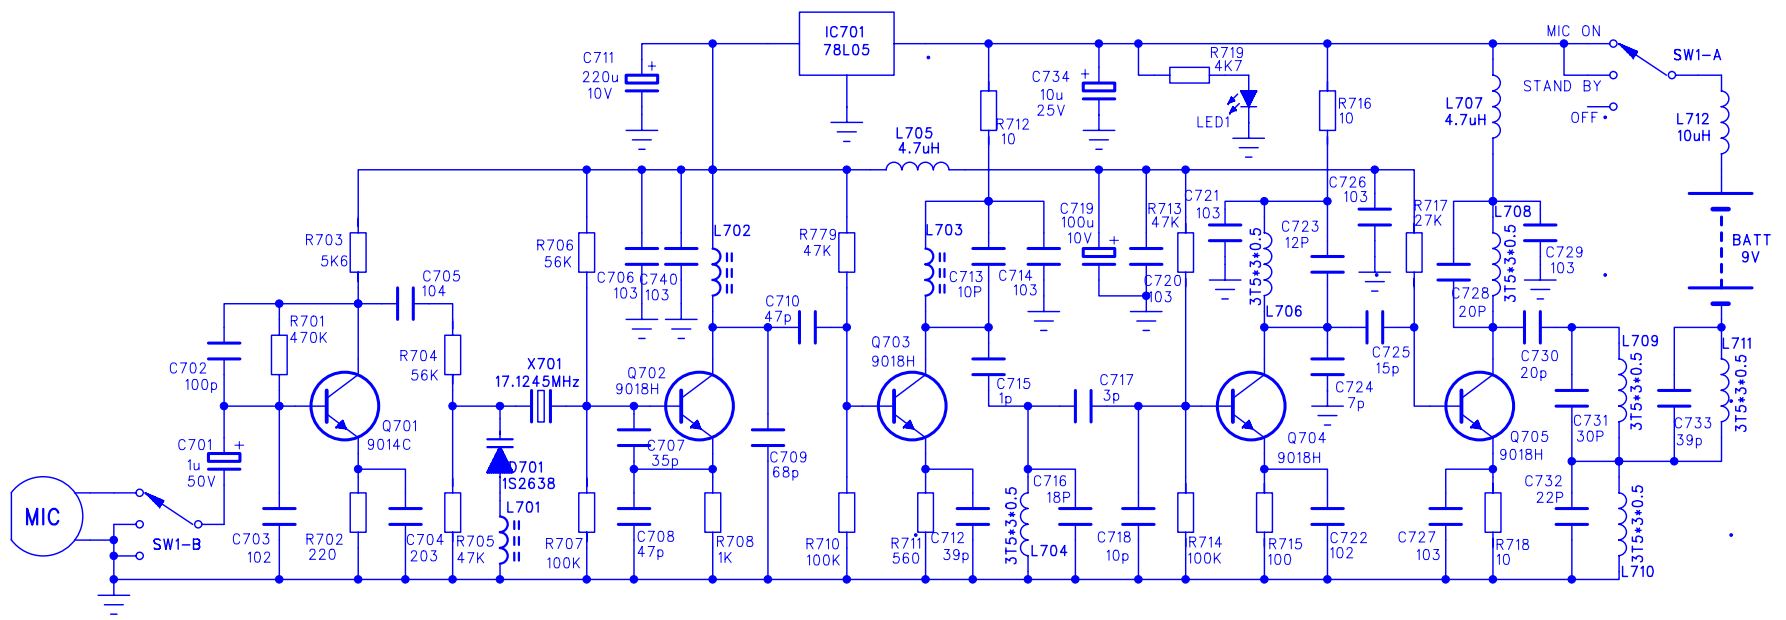 IC701
78L05
C711
220u
10V
+
C734
10u
25V
+
R719
4K7
LED1
R712
10
R716
10
L707
4.7uH
MIC ON
STAND BY
OFF
SW1-A
L712
10uH
BATT
9V
L705
4.7uH
R703
5K6
C705
104
R701
470K
C702
100p
C701
1u
50V
+
Q701
9014C
R704
56K
X701
17.1245MHz
D701
1S2638
L701
MIC
SW1-B
C703
102
R702
220
C704
203
R705
47K
R706
56K
C706
103
C740
103
L702
R779
47K
C710
47p
Q702
9018H
C707
35p
C709
68p
R707
100K
C708
47p
R708
1K
R710
100K
Q703
9018H
L703
C713
10P
C714
103
C719
100u
10V
+
R713
47K
C720
103
C715
1p
C717
3p
R711
560
C712
39p
3T5*3*0.5
L704
C716
18P
C718
10p
R714
100K
C721
103
3T5*3*0.5
L706
C723
12P
C726
103
R717
27K
C725
15p
C724
7p
Q704
9018H
R715
100
C722
102
L708
3T5*3*0.5
C728
20P
C729
103
C730
20p
Q705
9018H
C727
103
R718
10
C731
30P
C732
22P
L709
3T5*3*0.5
3T5*3*0.5
L710
C733
39p
L711
3T5*3*0.5